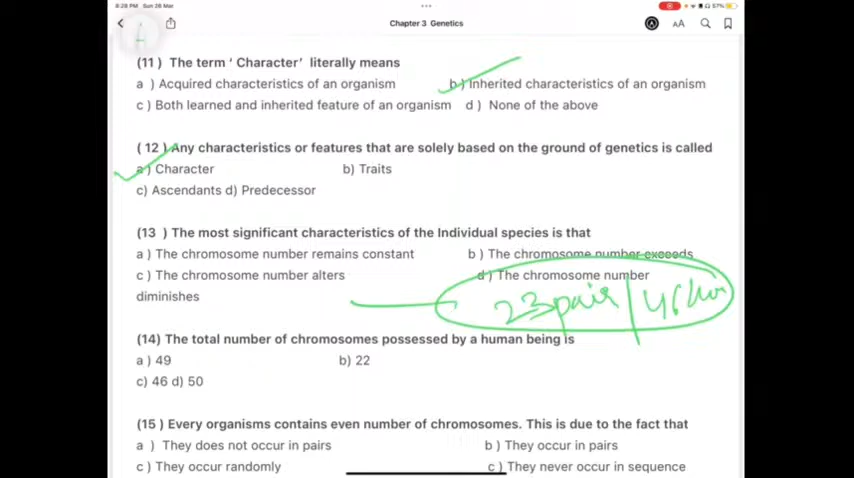 8:28 PM Sun 26 Mar
57%
Chapter 3 Genetics
AA
(11) The term ‘ Character’ literally means
a ) Acquired characteristics of an organism b ) Inherited characteristics of an organism
c ) Both learned and inherited feature of an organism d ) None of the above
( 12 ) Any characteristics or features that are solely based on the ground of genetics is called
a ) Character b) Traits
c) Ascendants d) Predecessor
(13 ) The most significant characteristics of the Individual species is that
a ) The chromosome number remains constant b ) The chromosome number exceeds
c ) The chromosome number alters d ) The chromosome number
diminishes
23 pair / 46
(14) The total number of chromosomes possessed by a human being is
a ) 49 b) 22
c) 46 d) 50
(15 ) Every organisms contains even number of chromosomes. This is due to the fact that
a ) They does not occur in pairs b ) They occur in pairs
c ) They occur randomly c ) They never occur in sequence